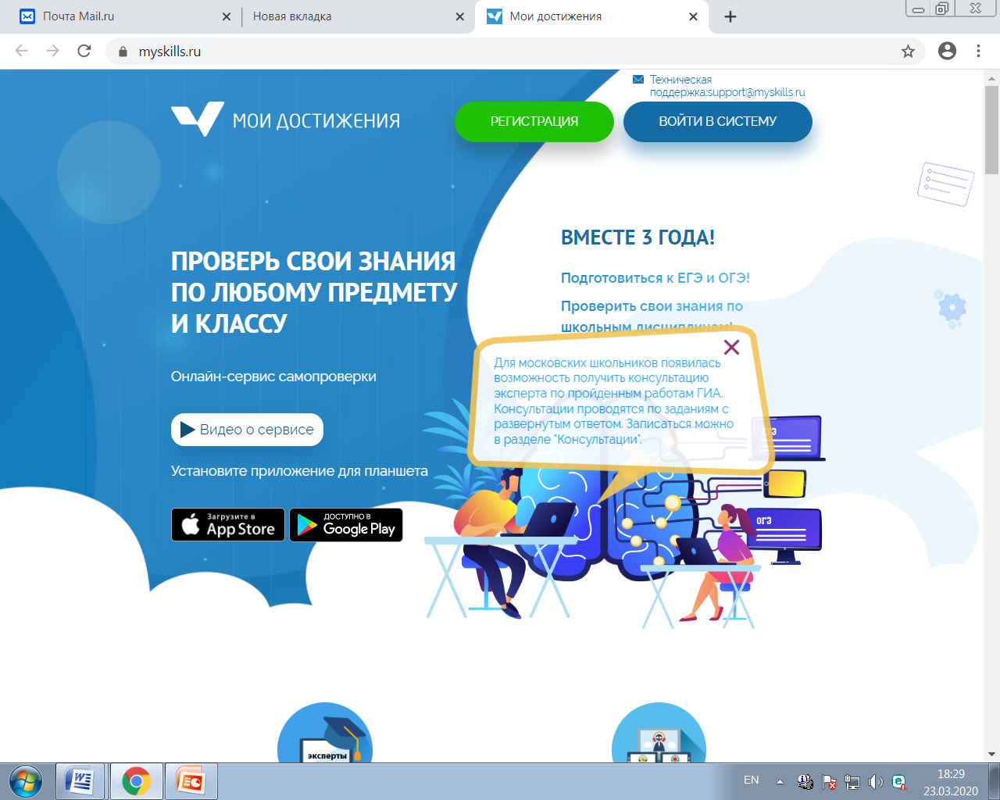 Почта Mail.ru
Новая вкладка
Мои достижения
myskills.ru
Техническая
поддержка:support@myskills.ru
МОИ ДОСТИЖЕНИЯ
РЕГИСТРАЦИЯ
ВОЙТИ В СИСТЕМУ
ПРОВЕРЬ СВОИ ЗНАНИЯ
ПО ЛЮБОМУ ПРЕДМЕТУ
И КЛАССУ
Онлайн-сервис самопроверки
Видео о сервисе
Установите приложение для планшета
Загрузите в
App Store
ДОСТУПНО В
Google Play
ВМЕСТЕ 3 ГОДА!
Подготовиться к ЕГЭ и ОГЭ!
Проверить свои знания по
школьным дисциплинам!
Для московских школьников появилась
возможность получить консультацию
эксперта по пройденным работам ГИА.
Консультации проводятся по заданиям с
развернутым ответом. Записаться можно
в разделе "Консультации".
ЕГЭ
ОГЭ
эксперты
EN
18:29
23.03.2020